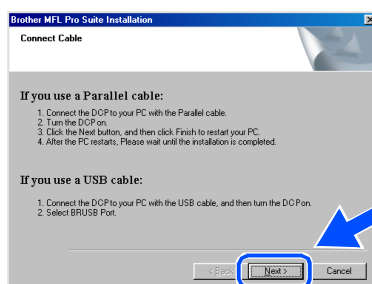 Brother MFL Pro Suite Installation
Connect Cable
If you use a Parallel cable:
1. Connect the DCP to your PC with the Parallel cable.
2. Turn the DCP on.
3. Click the Next button, and then click Finish to restart your PC.
4. After the PC restarts, Please wait until the installation is completed.
If you use a USB cable:
1. Connect the DCP to your PC with the USB cable, and then turn the DCP on.
2. Select BRUSB Port.
< Back Next > Cancel